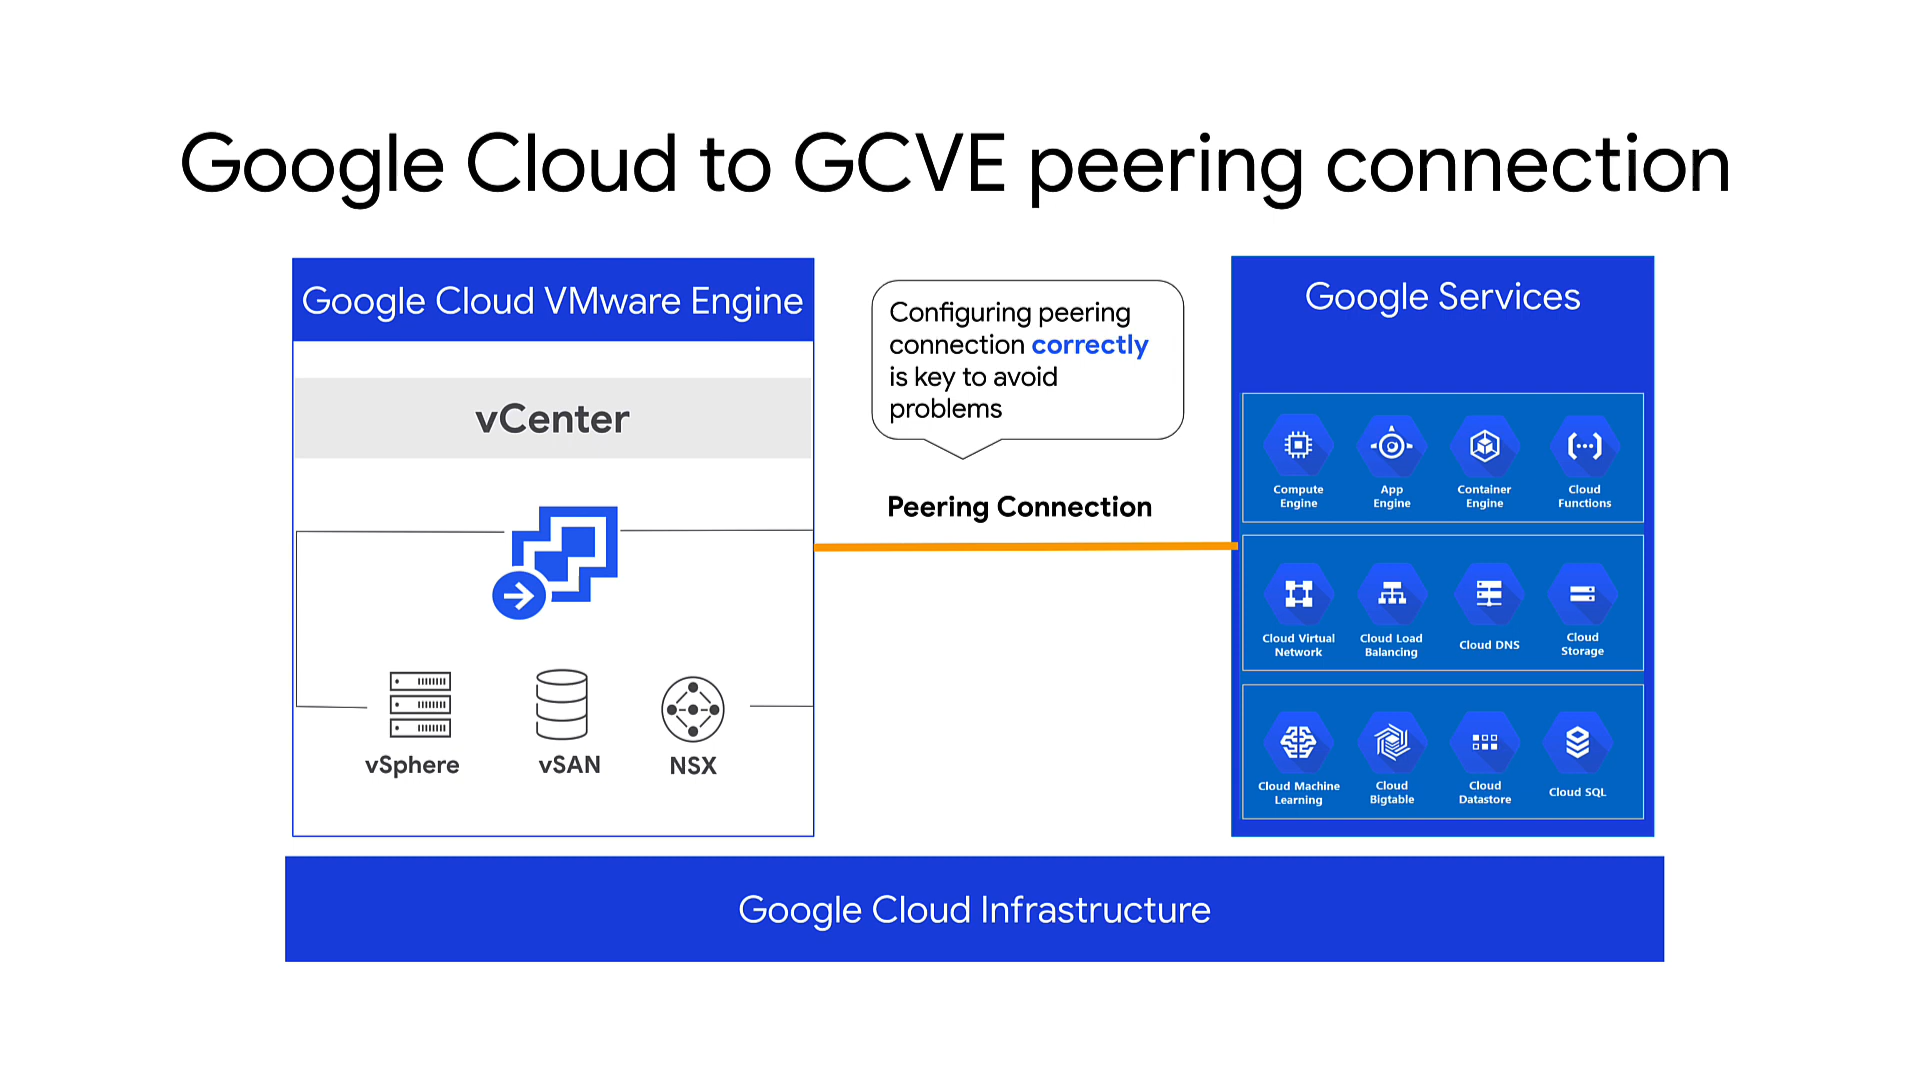 Google Cloud to GCVE peering connection
Google Cloud VMware Engine
vCenter
vSphere
vSAN
NSX
Configuring peering
connection correctly
is key to avoid
problems
Peering Connection
Google Services
Compute
Engine
App
Engine
Container
Engine
Cloud
Functions
Cloud Virtual
Network
Cloud Load
Balancing
Cloud DNS
Cloud
Storage
Cloud Machine
Learning
Cloud
Bigtable
Cloud
Datastore
Cloud SQL
Google Cloud Infrastructure